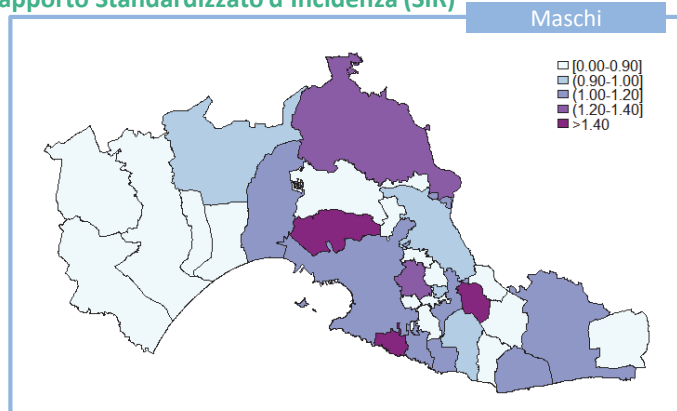 apporto Standardizzato d'Incidenza (SIR)
Maschi
[0.00-0.90]
(0.90-1.00]
(1.00-1.20]
(1.20-1.40]
>1.40